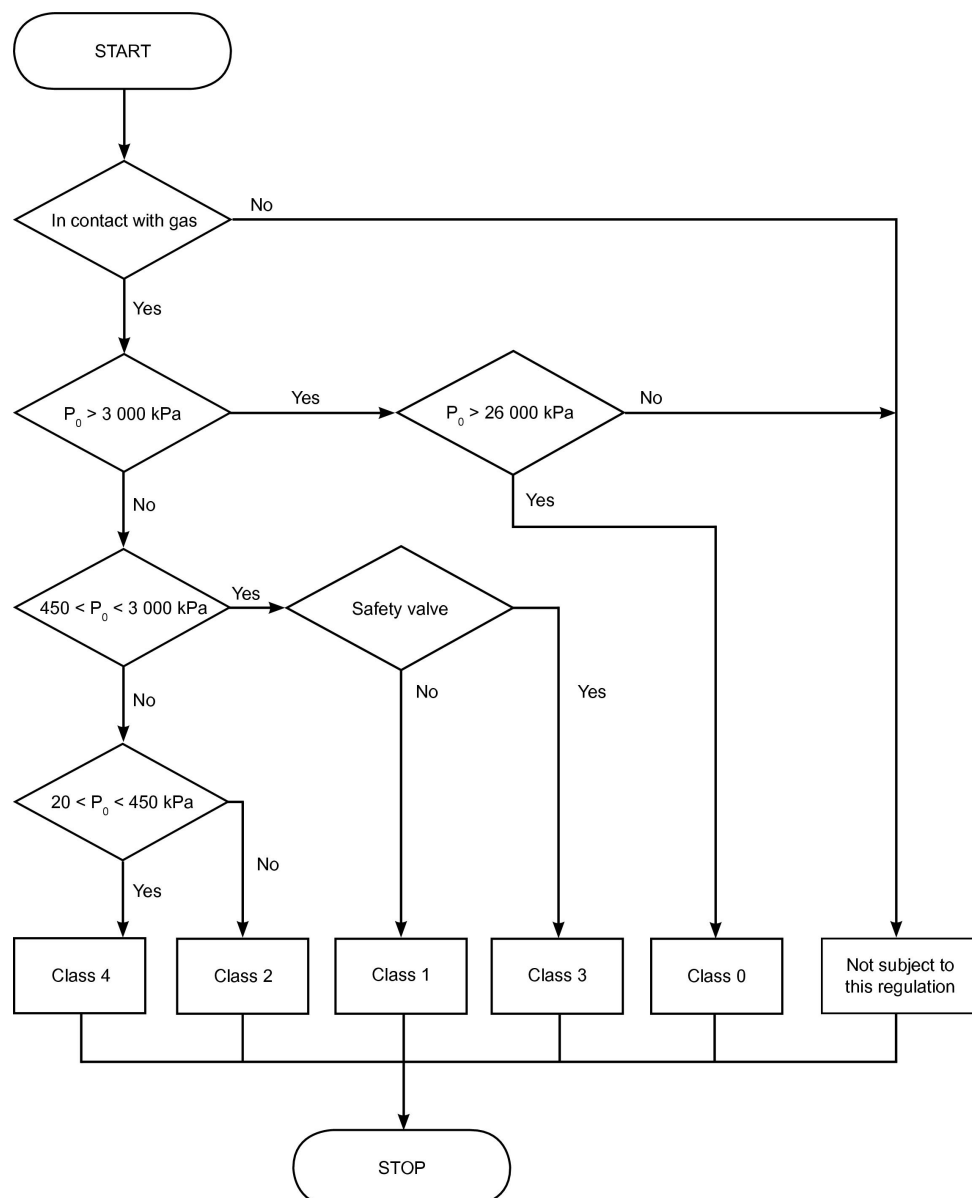 START
In contact with gas
No
Yes
P₀ > 3 000 kPa
Yes
P₀ > 26 000 kPa
No
No
Yes
450 < P₀ < 3 000 kPa
Yes
Safety valve
No
No
Yes
20 < P₀ < 450 kPa
No
Yes
Class 4
Class 2
Class 1
Class 3
Class 0
Not subject to
this regulation
STOP